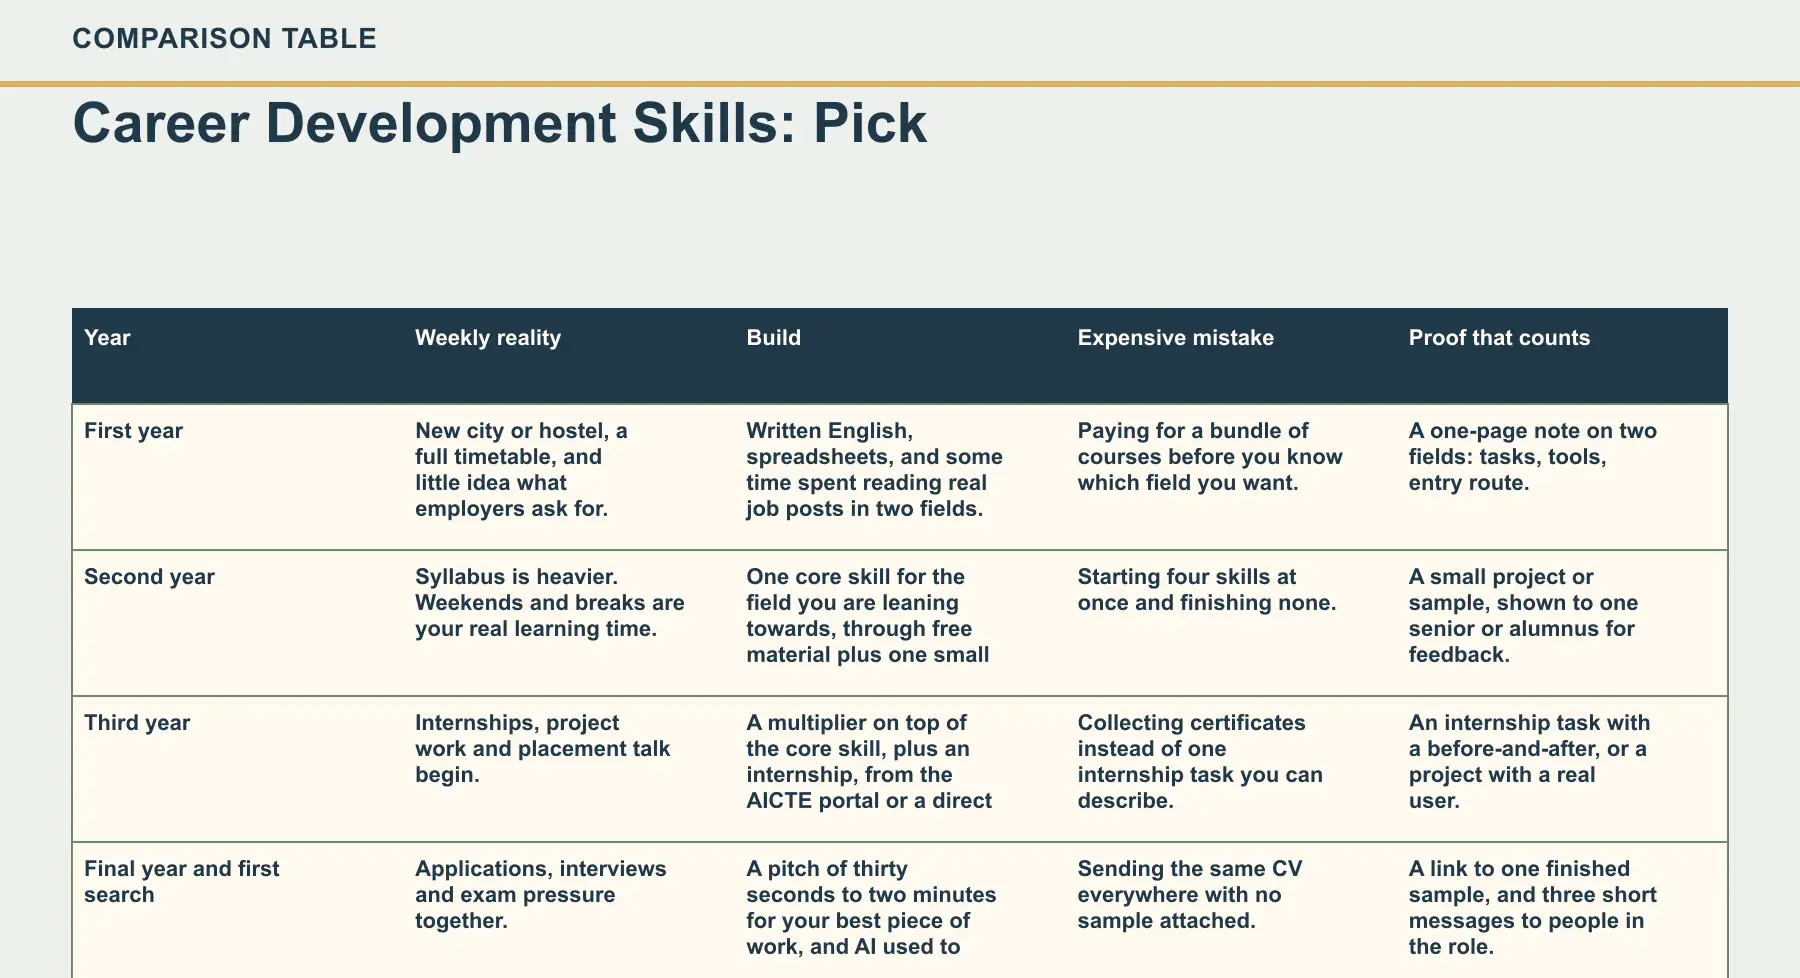 COMPARISON TABLE
Career Development Skills: Pick
Year
Weekly reality
Build
Expensive mistake
Proof that counts
First year
New city or hostel, a
full timetable, and
little idea what
employers ask for.
Written English,
spreadsheets, and some
time spent reading real
job posts in two fields.
Paying for a bundle of
courses before you know
which field you want.
A one-page note on two
fields: tasks, tools,
entry route.
Second year
Syllabus is heavier.
Weekends and breaks are
your real learning time.
One core skill for the
field you are leaning
towards, through free
material plus one small
Starting four skills at
once and finishing none.
A small project or
sample, shown to one
senior or alumnus for
feedback.
Third year
Internships, project
work and placement talk
begin.
A multiplier on top of
the core skill, plus an
internship, from the
AICTE portal or a direct
Collecting certificates
instead of one
internship task you can
describe.
An internship task with
a before-and-after, or a
project with a real
user.
Final year and first
search
Applications, interviews
and exam pressure
together.
A pitch of thirty
seconds to two minutes
for your best piece of
work, and AI used to
Sending the same CV
everywhere with no
sample attached.
A link to one finished
sample, and three short
messages to people in
the role.